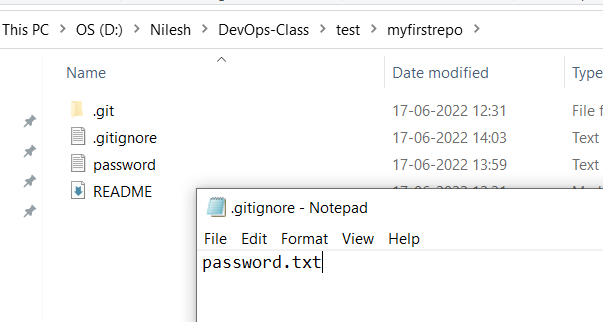 This PC > OS (D:) > Nilesh > DevOps-Class > test > myfirstrepo >
Name Date modified Type
.git 17-06-2022 12:31 File f
.gitignore 17-06-2022 14:03 Text
password 17-06-2022 13:59 Text
README
.gitignore - Notepad
File Edit Format View Help
password.txt